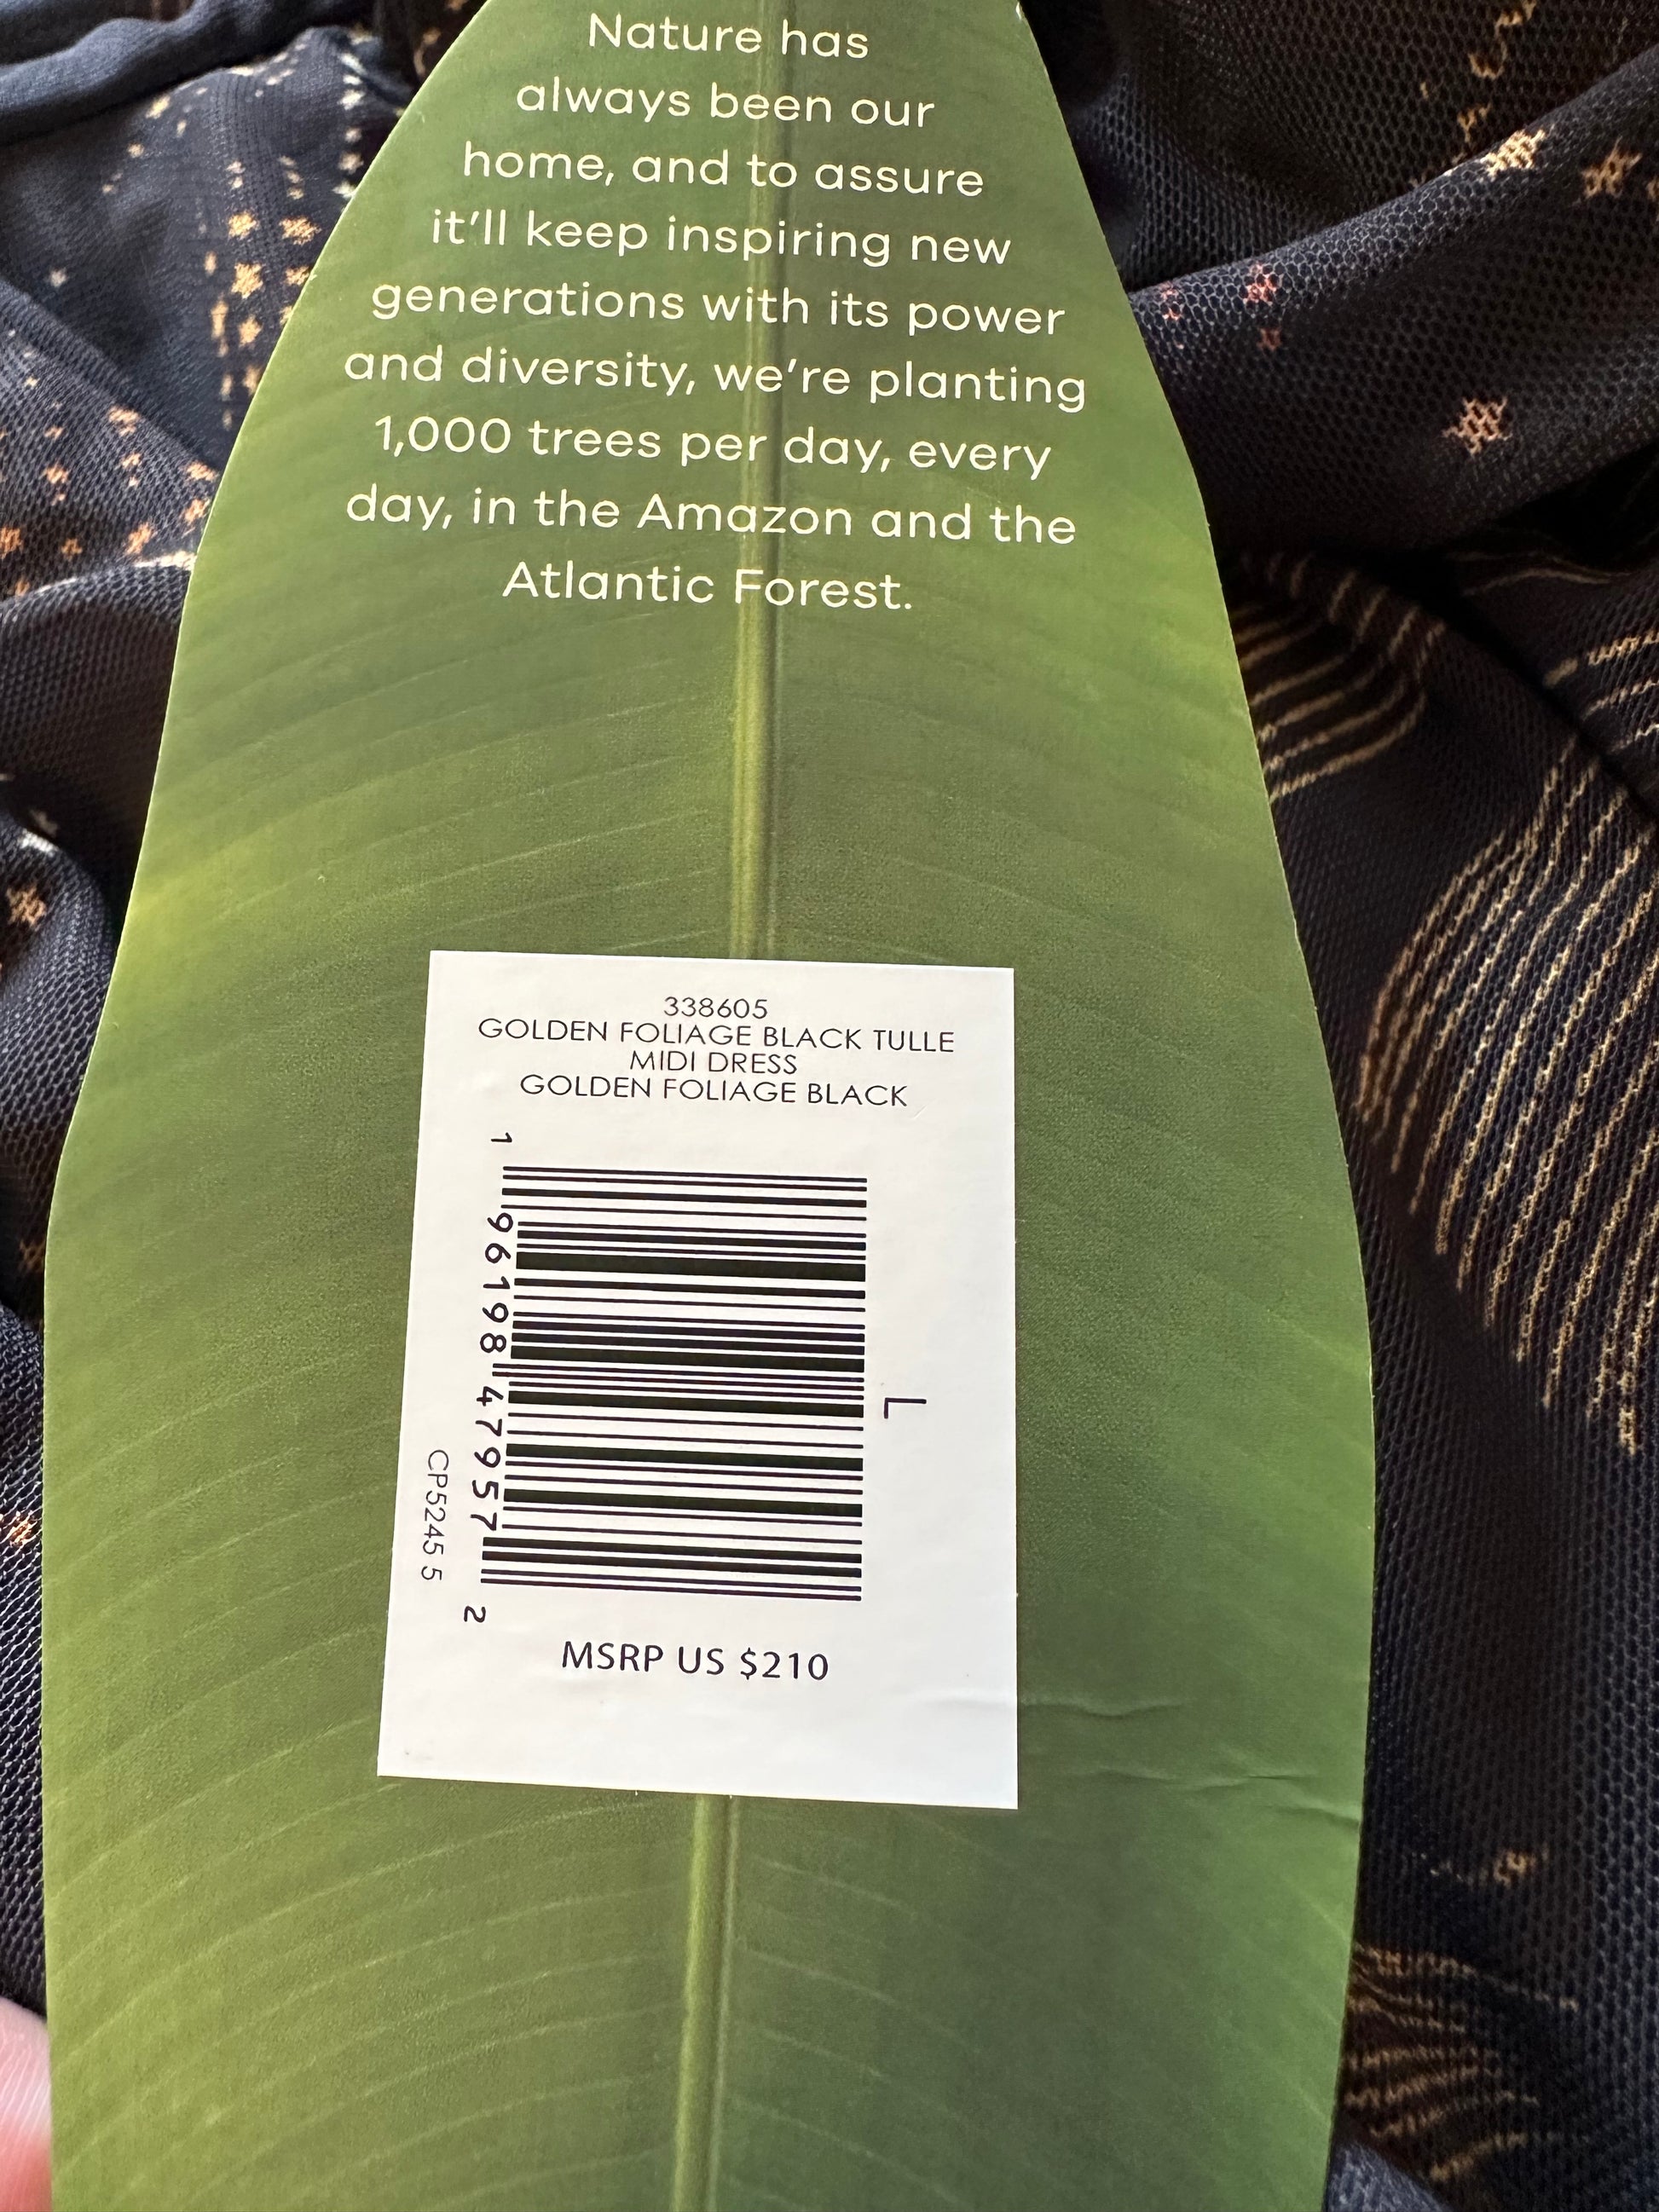 Nature has
always been our
home, and to assure
it'll keep inspiring new
generations with its power
and diversity, we're planting
1,000 trees per day, every
day, in the Amazon and the
Atlantic Forest.
338605
GOLDEN FOLIAGE BLACK TULLE
MIDI DRESS
GOLDEN FOLIAGE BLACK
L
1 96198 47957 2
CP5245 5
MSRP US $210